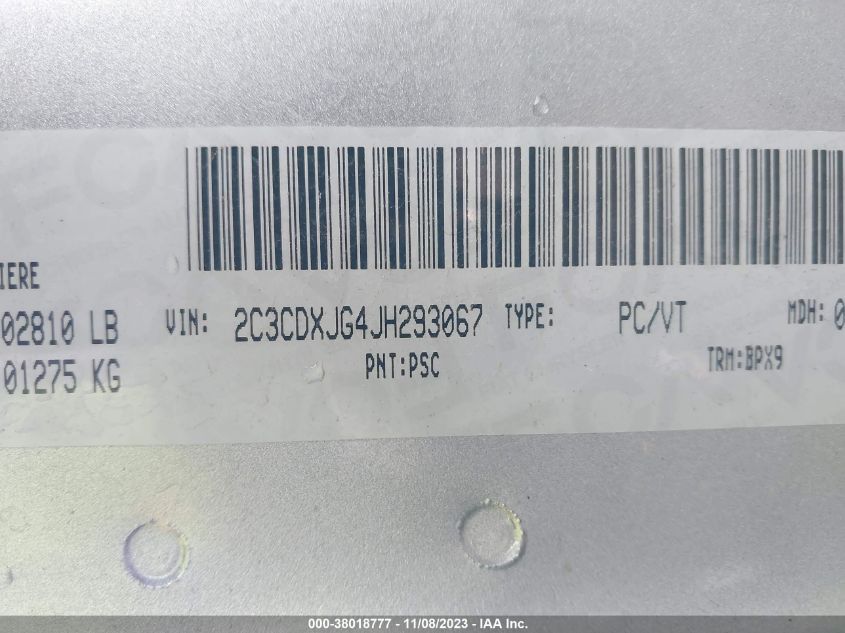 IERE
02810 LB VIN: 2C3CDXJG4JH293067 TYPE: PC/VT MDH: 0
01275 KG PNT:PSC TRM:BPX9
000-38018777 - 11/08/2023 - IAA Inc.